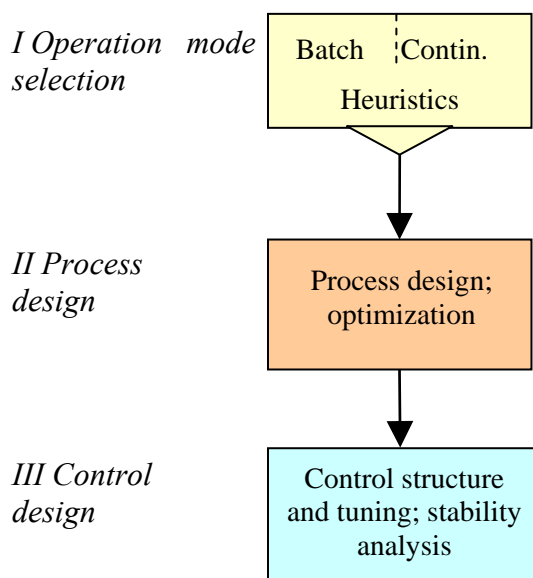 I Operation mode
selection
Batch Contin.
Heuristics
II Process
design
Process design;
optimization
III Control
design
Control structure
and tuning; stability
analysis